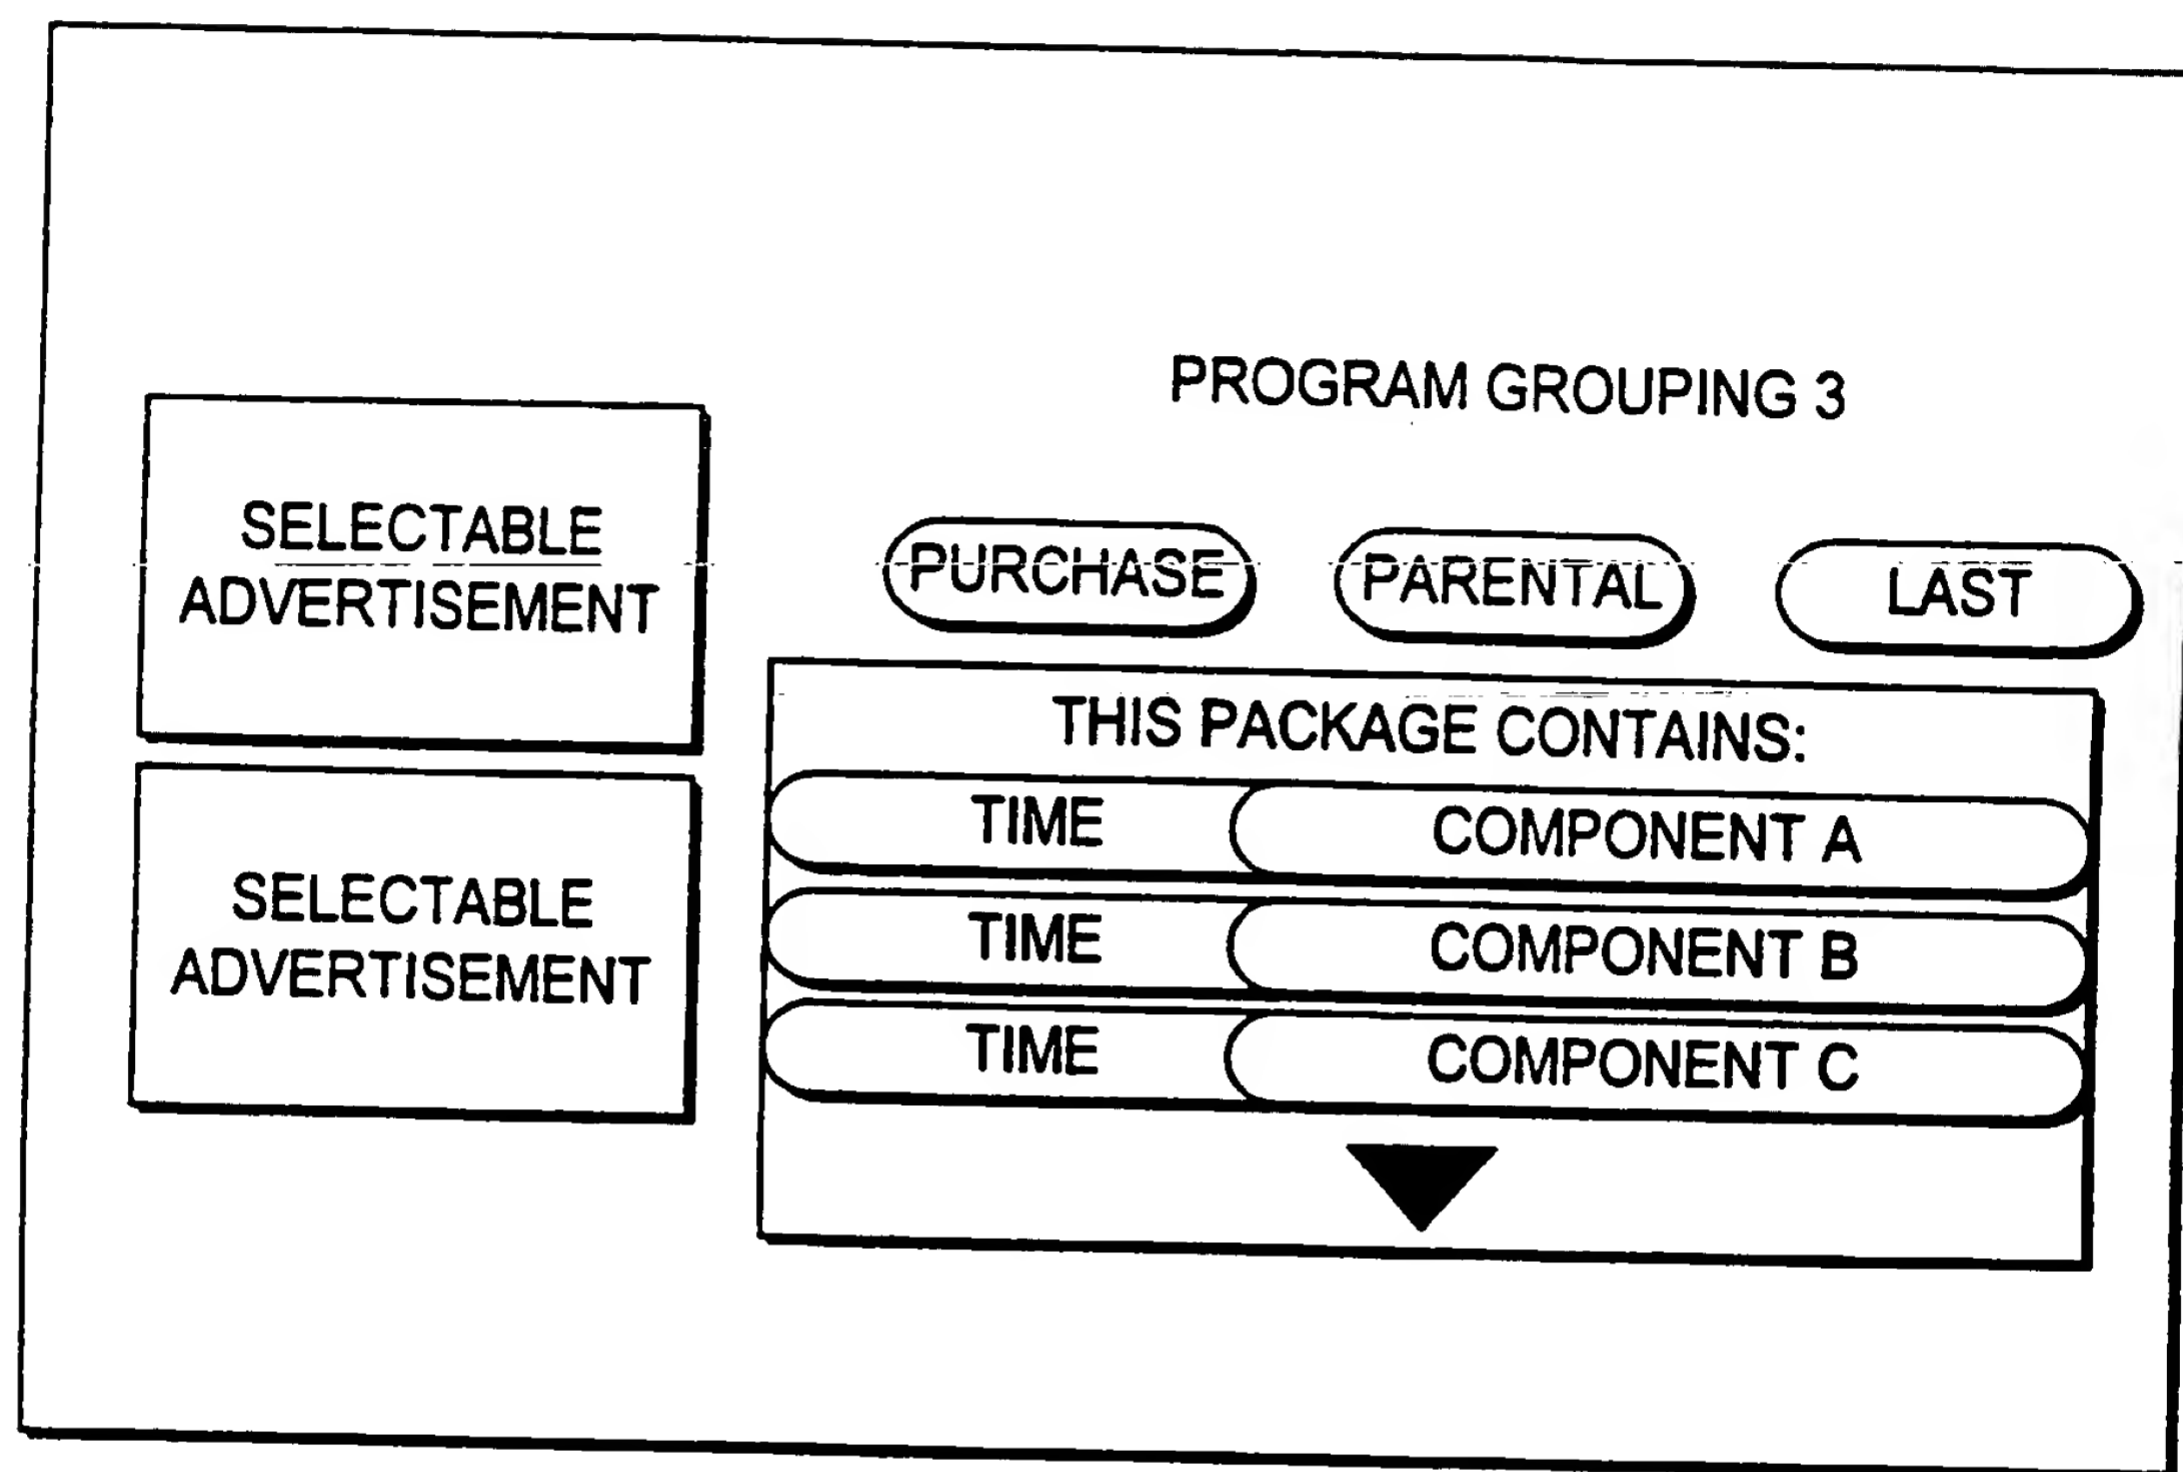 PROGRAM GROUPING 3
SELECTABLE
ADVERTISEMENT
PURCHASE PARENTAL LAST
THIS PACKAGE CONTAINS:
TIME COMPONENT A
TIME COMPONENT B
TIME COMPONENT C
SELECTABLE
ADVERTISEMENT